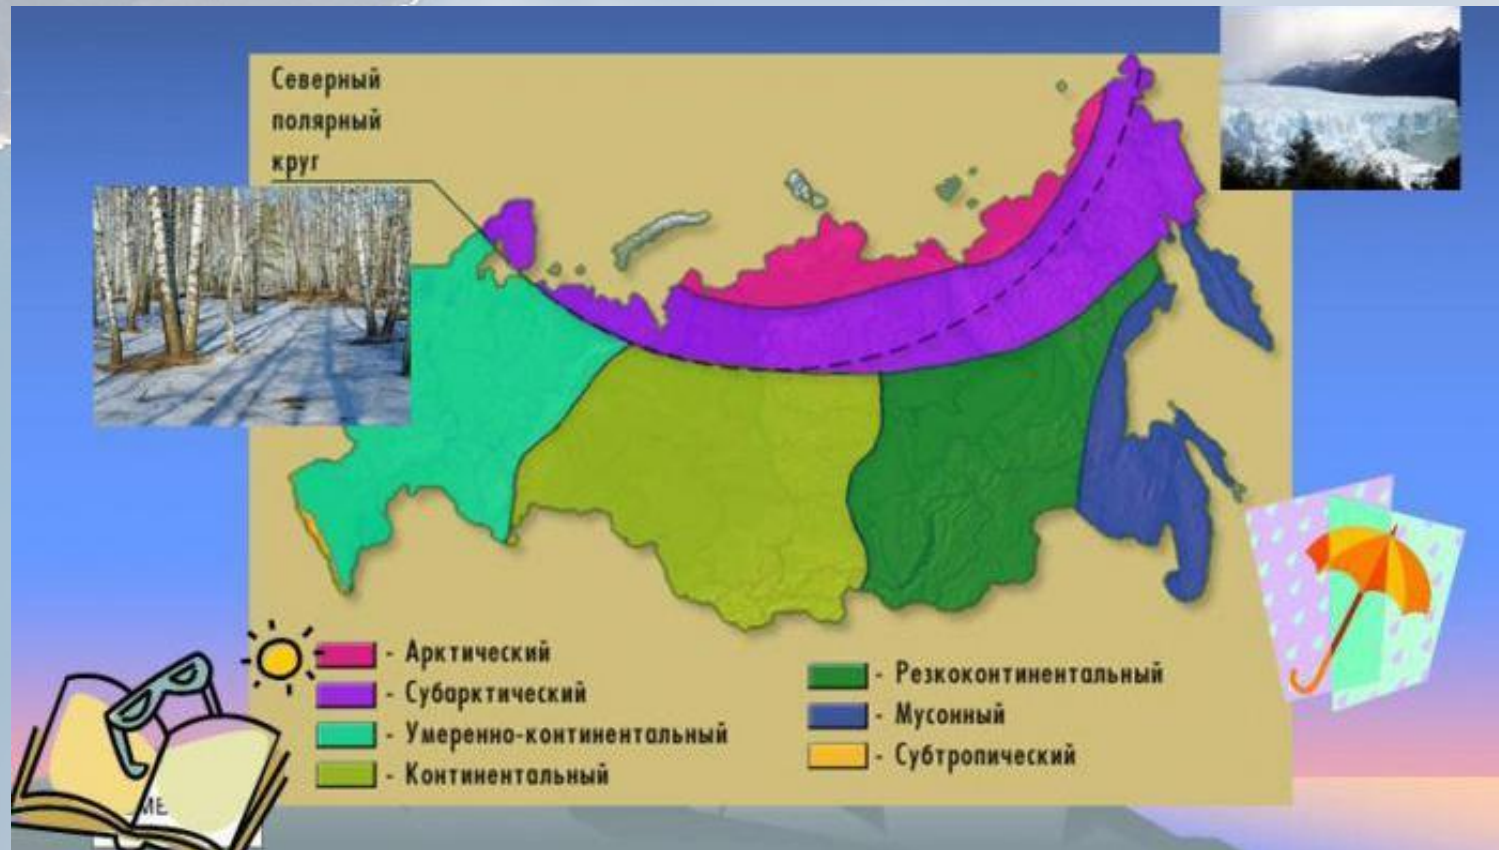 Северный
полярный
круг
- Арктический
- Субарктический
- Умеренно-континентальный
- Континентальный
- Резкоконтинентальный
- Мусонный
- Субтропический